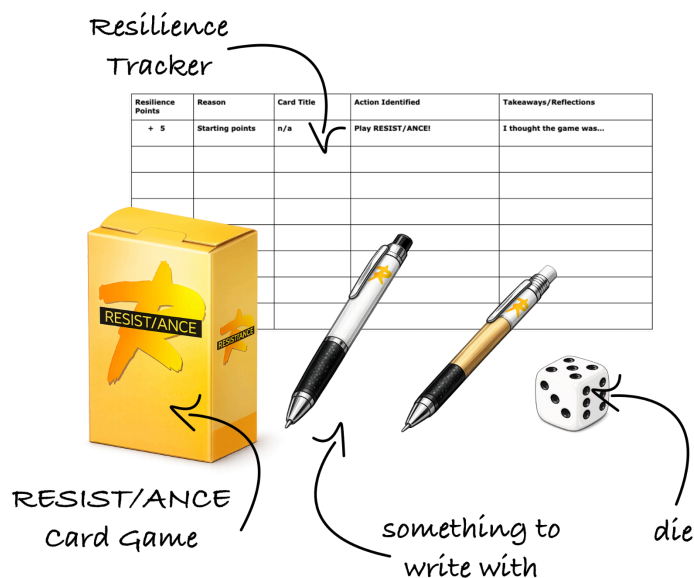 Resilience
Tracker
Resilience Points Reason Card Title Action Identified Takeaways/Reflections
+ 5 Starting points n/a Play RESIST/ANCE! I thought the game was...
RESIST/ANCE
RESIST/ANCE
RESIST/ANCE
Card Game
something to
write with
die